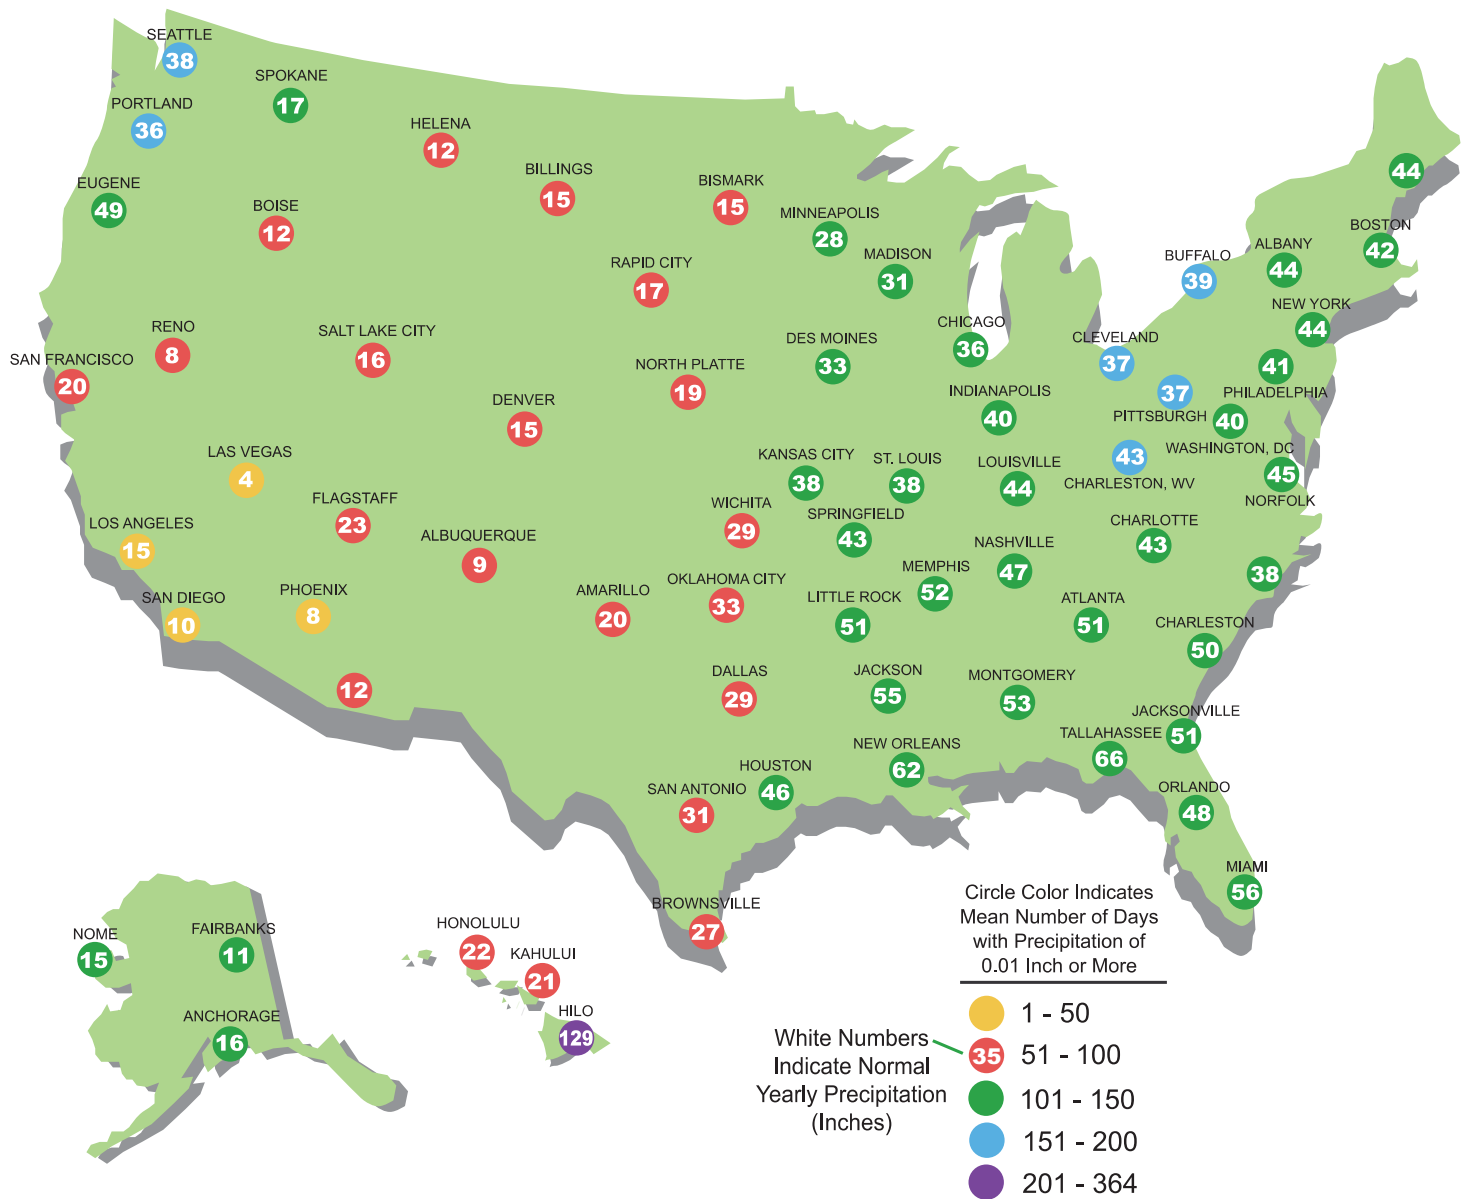 SEATTLE
38
SPOKANE
17
PORTLAND
36
HELENA
12
BILLINGS
15
BISMARK
15
EUGENE
49
BOISE
12
MINNEAPOLIS
28
MADISON
31
RAPID CITY
17
44
BOSTON
42
ALBANY
44
BUFFALO
39
NEW YORK
44
RENO
8
SALT LAKE CITY
16
SAN FRANCISCO
20
NORTH PLATTE
19
DES MOINES
33
CHICAGO
36
CLEVELAND
37
41
PHILADELPHIA
37
PITTSBURGH
40
WASHINGTON, DC
DENVER
15
INDIANAPOLIS
40
LAS VEGAS
4
KANSAS CITY
38
ST. LOUIS
38
LOUISVILLE
44
43
CHARLESTON, WV
45
NORFOLK
FLAGSTAFF
23
LOS ANGELES
15
ALBUQUERQUE
9
WICHITA
29
SPRINGFIELD
43
NASHVILLE
47
CHARLOTTE
43
38
MEMPHIS
52
OKLAHOMA CITY
33
AMARILLO
20
LITTLE ROCK
51
ATLANTA
51
CHARLESTON
50
SAN DIEGO
10
PHOENIX
8
12
DALLAS
29
JACKSON
55
MONTGOMERY
53
JACKSONVILLE
51
TALLAHASSEE
66
NEW ORLEANS
62
HOUSTON
46
SAN ANTONIO
31
ORLANDO
48
MIAMI
56
BROWNSVILLE
27
NOME
15
FAIRBANKS
11
ANCHORAGE
16
HONOLULU
22
KAHULUI
21
HILO
129
Circle Color Indicates
Mean Number of Days
with Precipitation of
0.01 Inch or More
1 - 50
35 51 - 100
101 - 150
151 - 200
201 - 364
White Numbers
Indicate Normal
Yearly Precipitation
(Inches)